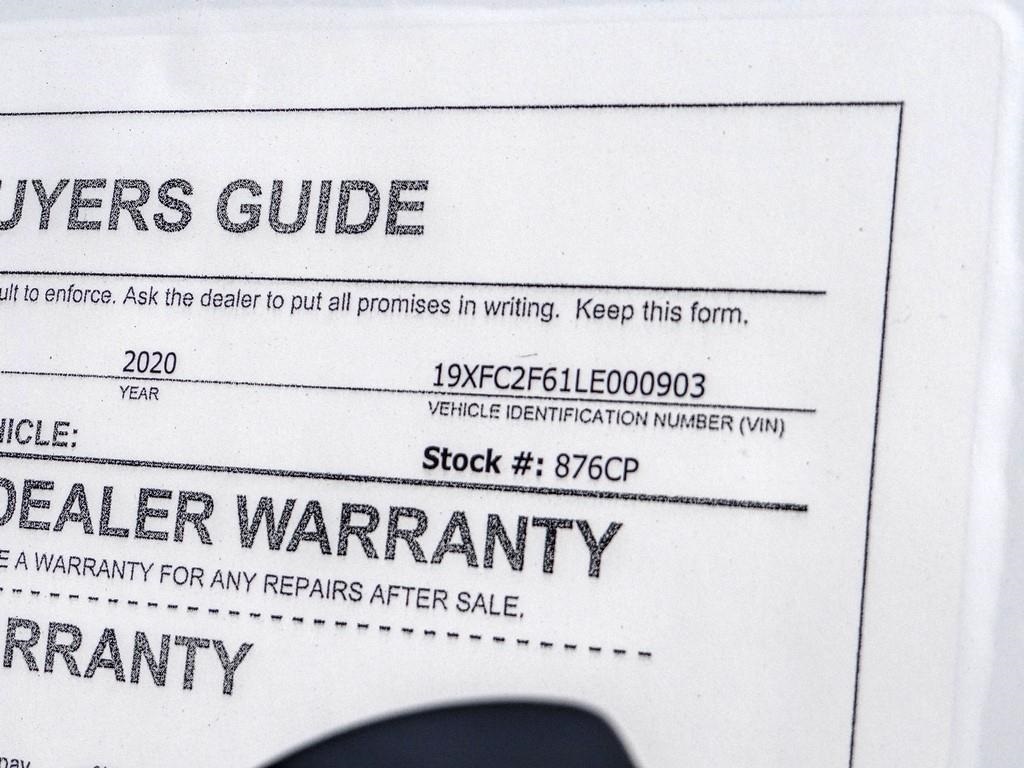 UYERS GUIDE
ult to enforce. Ask the dealer to put all promises in writing. Keep this form.
2020 19XFC2F61LE000903
YEAR VEHICLE IDENTIFICATION NUMBER (VIN)
HICLE:
Stock #: 876CP
DEALER WARRANTY
E A WARRANTY FOR ANY REPAIRS AFTER SALE.
RRANTY
pay